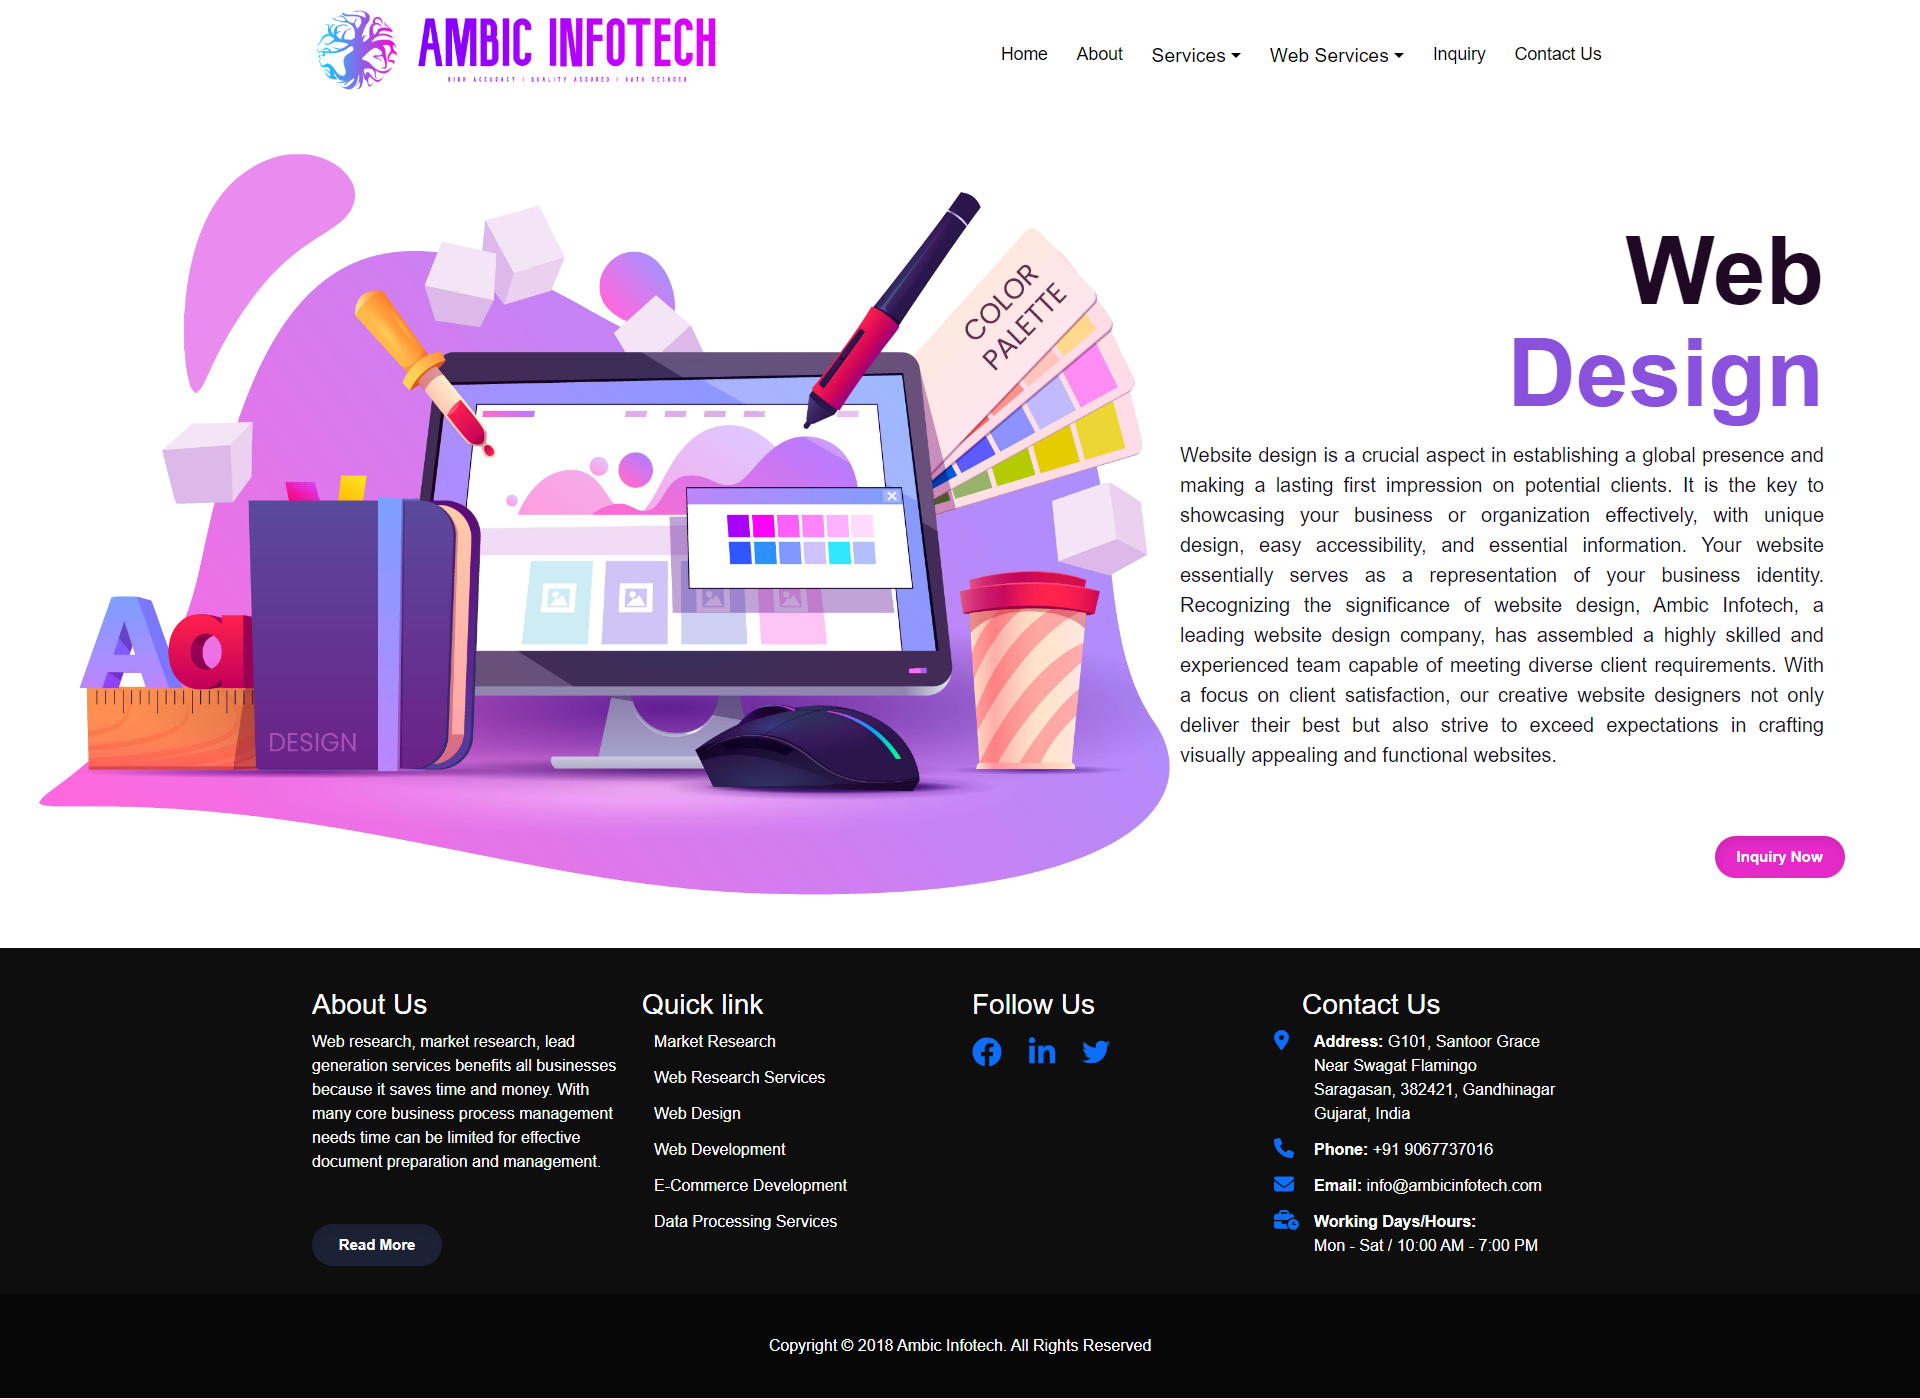 AMBIC INFOTECH
HIGH ACCURACY | QUALITY ASSURED | DATA SECURED
Home About Services Web Services Inquiry Contact Us
COLOR
PALETTE
Aa
DESIGN
Web
Design
Website design is a crucial aspect in establishing a global presence and
making a lasting first impression on potential clients. It is the key to
showcasing your business or organization effectively, with unique
design, easy accessibility, and essential information. Your website
essentially serves as a representation of your business identity.
Recognizing the significance of website design, Ambic Infotech, a
leading website design company, has assembled a highly skilled and
experienced team capable of meeting diverse client requirements. With
a focus on client satisfaction, our creative website designers not only
deliver their best but also strive to exceed expectations in crafting
visually appealing and functional websites.
Inquiry Now
About Us
Web research, market research, lead
generation services benefits all businesses
because it saves time and money. With
many core business process management
needs time can be limited for effective
document preparation and management.
Read More
Quick link
Market Research
Web Research Services
Web Design
Web Development
E-Commerce Development
Data Processing Services
Follow Us
Contact Us
Address: G101, Santoor Grace
Near Swagat Flamingo
Saragasan, 382421, Gandhinagar
Gujarat, India
Phone: +91 9067737016
Email: info@ambicinfotech.com
Working Days/Hours:
Mon - Sat / 10:00 AM - 7:00 PM
Copyright © 2018 Ambic Infotech. All Rights Reserved